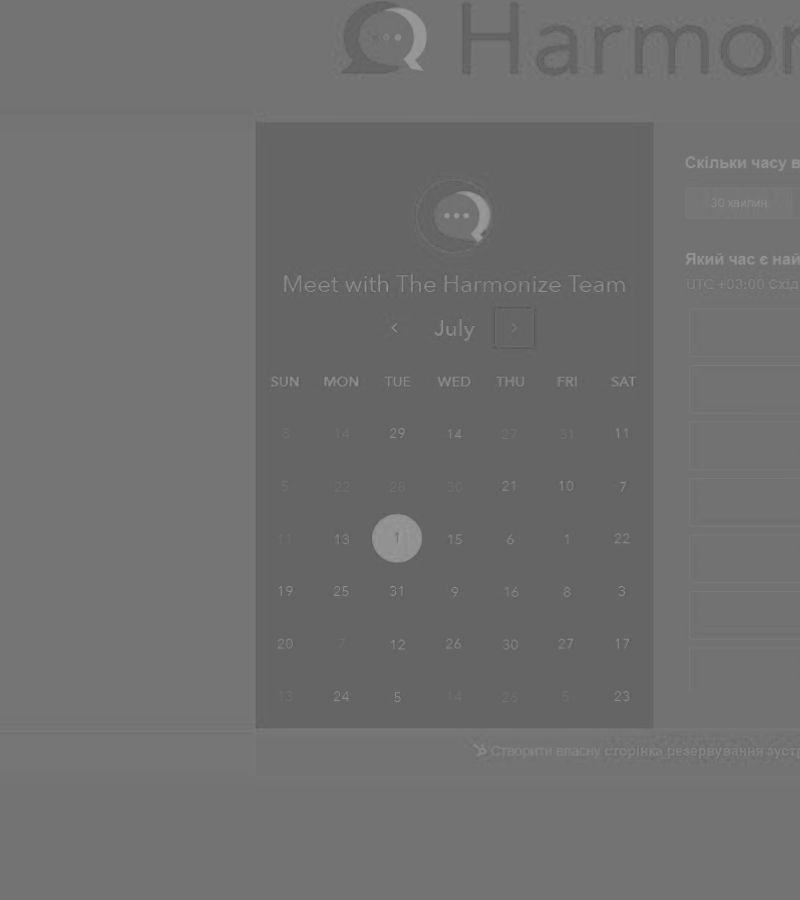 Harmon
Скільки часу в
30 хвилин
Який час є най
UTC +03:00 Схід
Meet with The Harmonize Team
July
SUN MON TUE WED THU FRI SAT
29 14 27 31 11
5 22 28 30 21 10 7
11 13 1 15 6 1 22
19 25 31 9 16 8 3
20 7 12 26 30 27 17
13 24 5 14 26 5 23
Створити власну сторінка резервування зустр